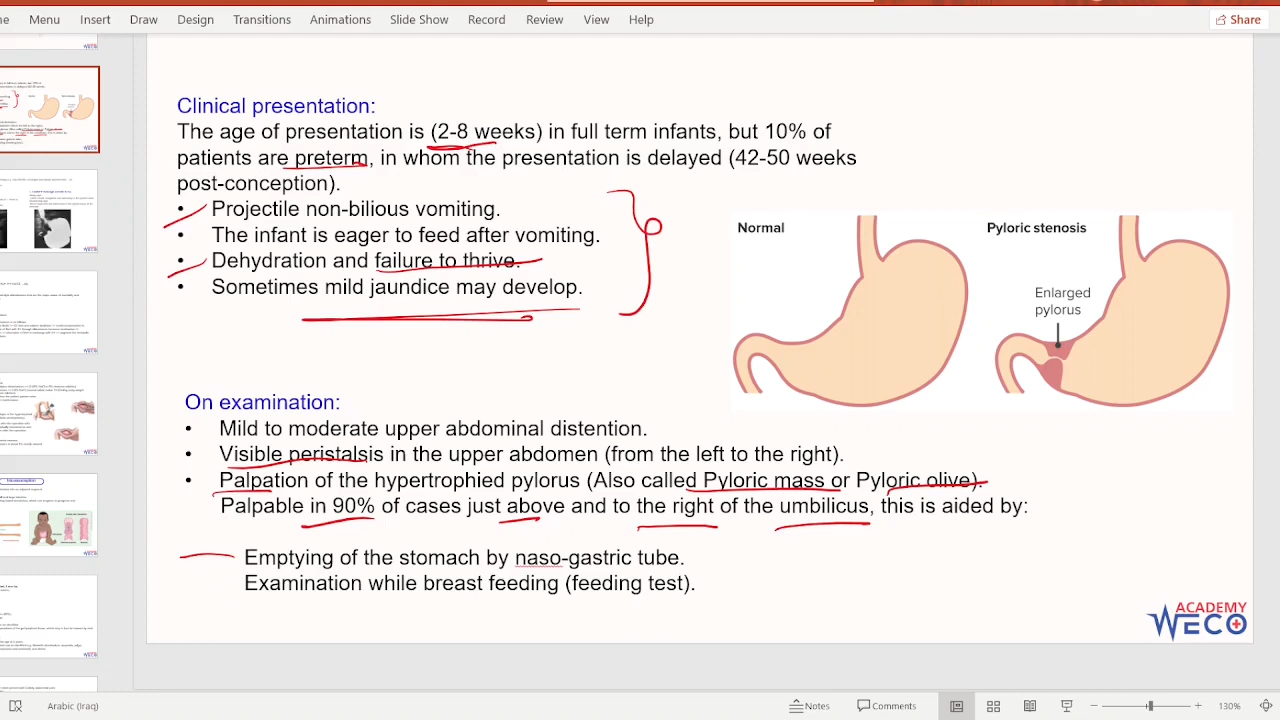 Menu Insert Draw Design Transitions Animations Slide Show Record Review View Help Share
Clinical presentation:
The age of presentation is (2-8 weeks) in full term infants, but 10% of
patients are preterm, in whom the presentation is delayed (42-50 weeks
post-conception).
• Projectile non-bilious vomiting.
• The infant is eager to feed after vomiting.
• Dehydration and failure to thrive.
• Sometimes mild jaundice may develop.
Normal
Pyloric stenosis
Enlarged
pylorus
On examination:
• Mild to moderate upper abdominal distention.
• Visible peristalsis in the upper abdomen (from the left to the right).
• Palpation of the hypertrophied pylorus (Also called Pyloric mass or Pyloric olive).
Palpable in 90% of cases just above and to the right of the umbilicus, this is aided by:
Emptying of the stomach by naso-gastric tube.
Examination while breast feeding (feeding test).
ACADEMY
WECO
Arabic (Iraq) Notes Comments 130%